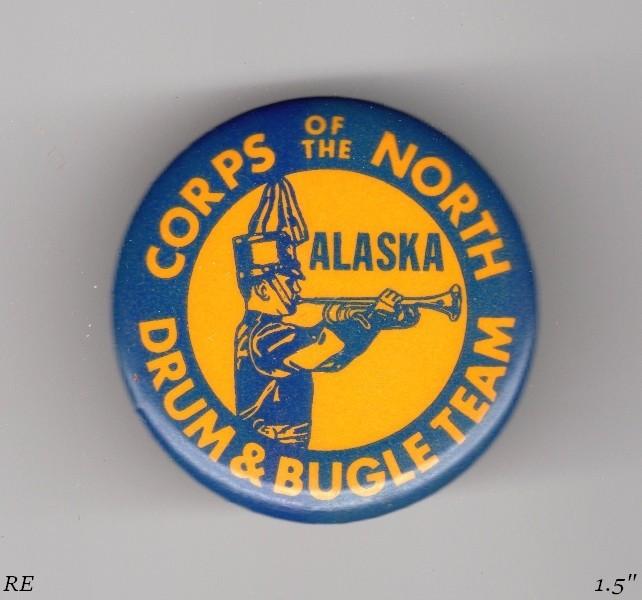 CORPS OF THE NORTH
ALASKA
DRUM & BUGLE TEAM
RE
1.5"